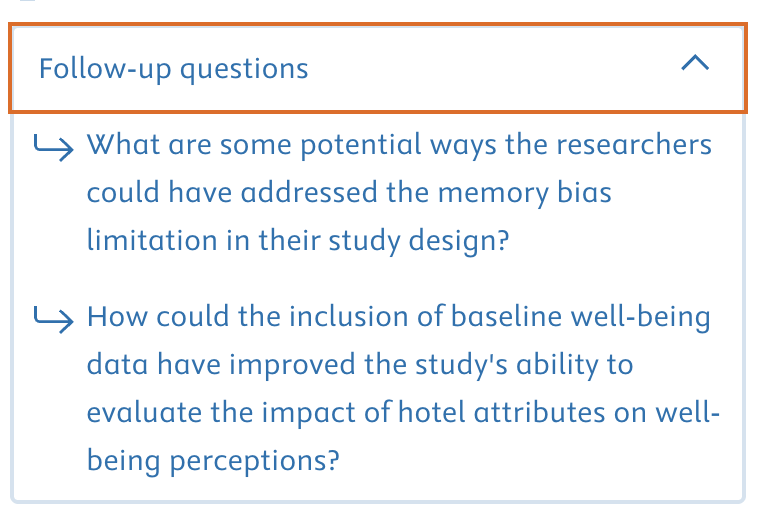 Follow-up questions
What are some potential ways the researchers
could have addressed the memory bias
limitation in their study design?
How could the inclusion of baseline well-being
data have improved the study's ability to
evaluate the impact of hotel attributes on well-
being perceptions?